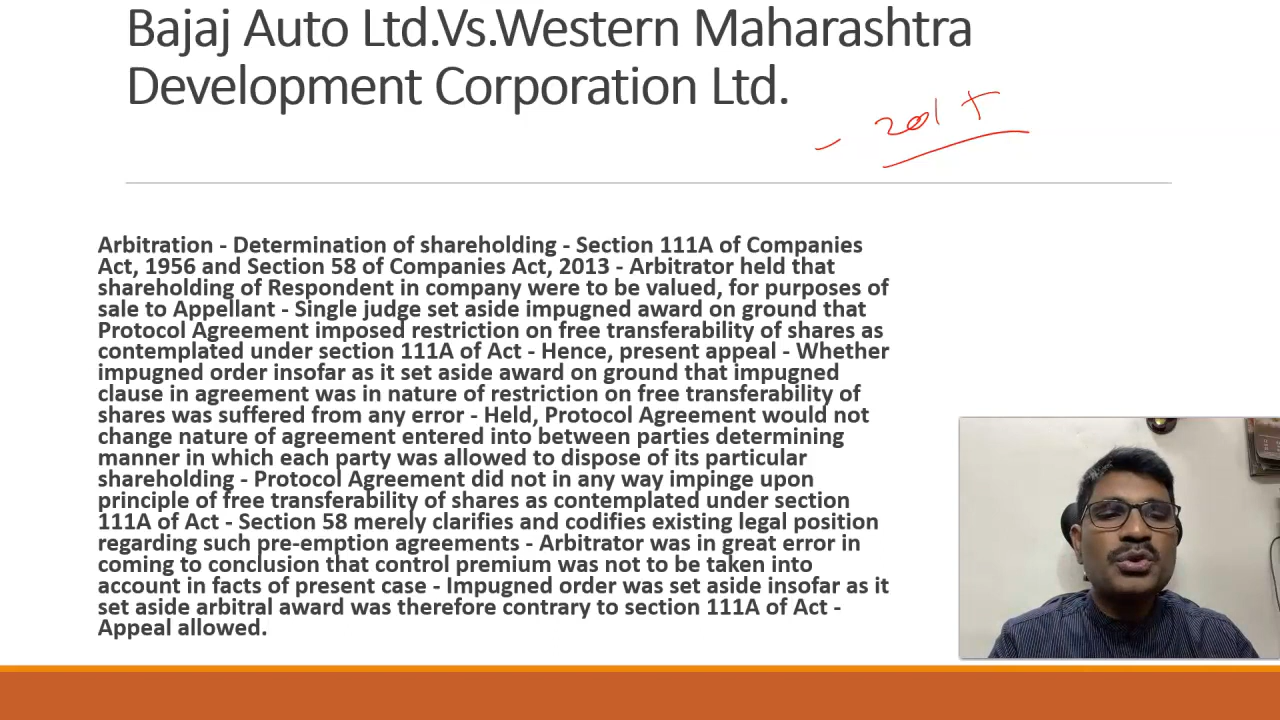 Bajaj Auto Ltd.Vs.Western Maharashtra
Development Corporation Ltd.
Arbitration - Determination of shareholding - Section 111A of Companies
Act, 1956 and Section 58 of Companies Act, 2013 - Arbitrator held that
shareholding of Respondent in company were to be valued, for purposes of
sale to Appellant - Single judge set aside impugned award on ground that
Protocol Agreement imposed restriction on free transferability of shares as
contemplated under section 111A of Act - Hence, present appeal - Whether
impugned order insofar as it set aside award on ground that impugned
clause in agreement was in nature of restriction on free transferability of
shares was suffered from any error - Held, Protocol Agreement would not
change nature of agreement entered into between parties determining
manner in which each party was allowed to dispose of its particular
shareholding - Protocol Agreement did not in any way impinge upon
principle of free transferability of shares as contemplated under section
111A of Act - Section 58 merely clarifies and codifies existing legal position
regarding such pre-emption agreements - Arbitrator was in great error in
coming to conclusion that control premium was not to be taken into
account in facts of present case - Impugned order was set aside insofar as it
set aside arbitral award was therefore contrary to section 111A of Act -
Appeal allowed.